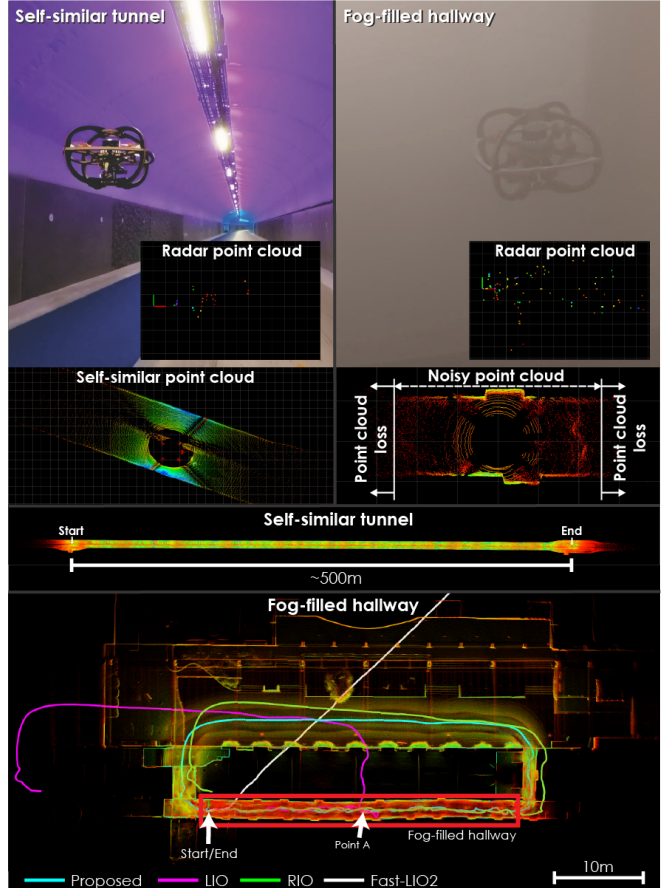 Self-similar tunnel
Fog-filled hallway
Radar point cloud
Radar point cloud
Self-similar point cloud
Noisy point cloud
Point cloud
loss
Point cloud
loss
Self-similar tunnel
Start
End
~500m
Fog-filled hallway
Fog-filled hallway
Start/End
Point A
Proposed
LIO
RIO
Fast-LIO2
10m